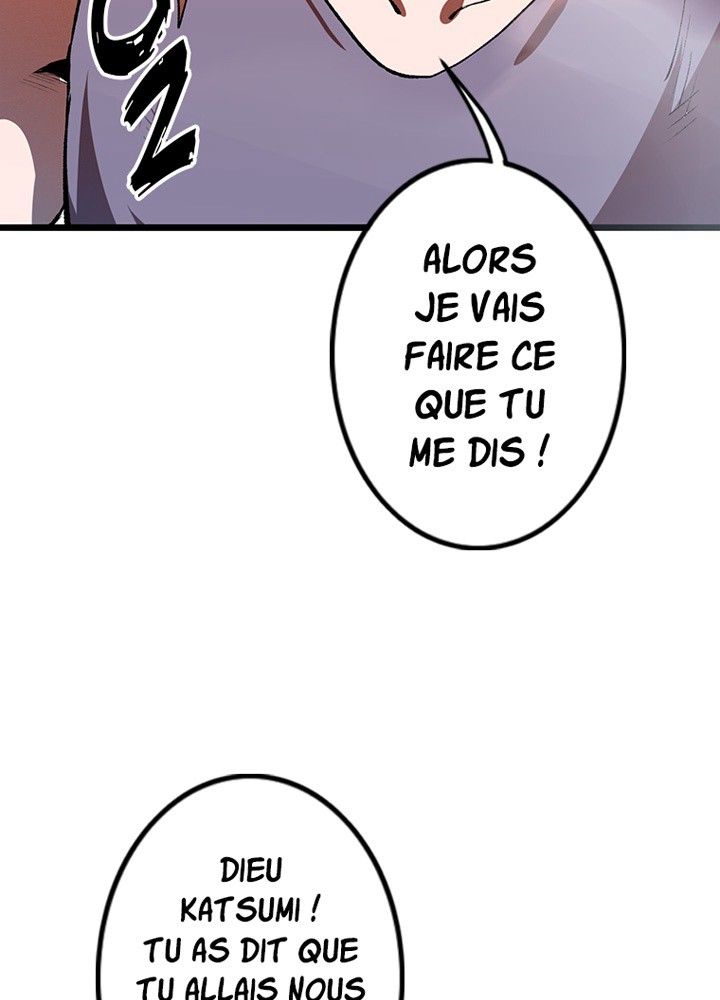 ALORS
JE VAIS
FAIRE CE
QUE TU
ME DIS !
DIEU
KATSUMI !
TU AS DIT QUE
TU ALLAIS NOUS